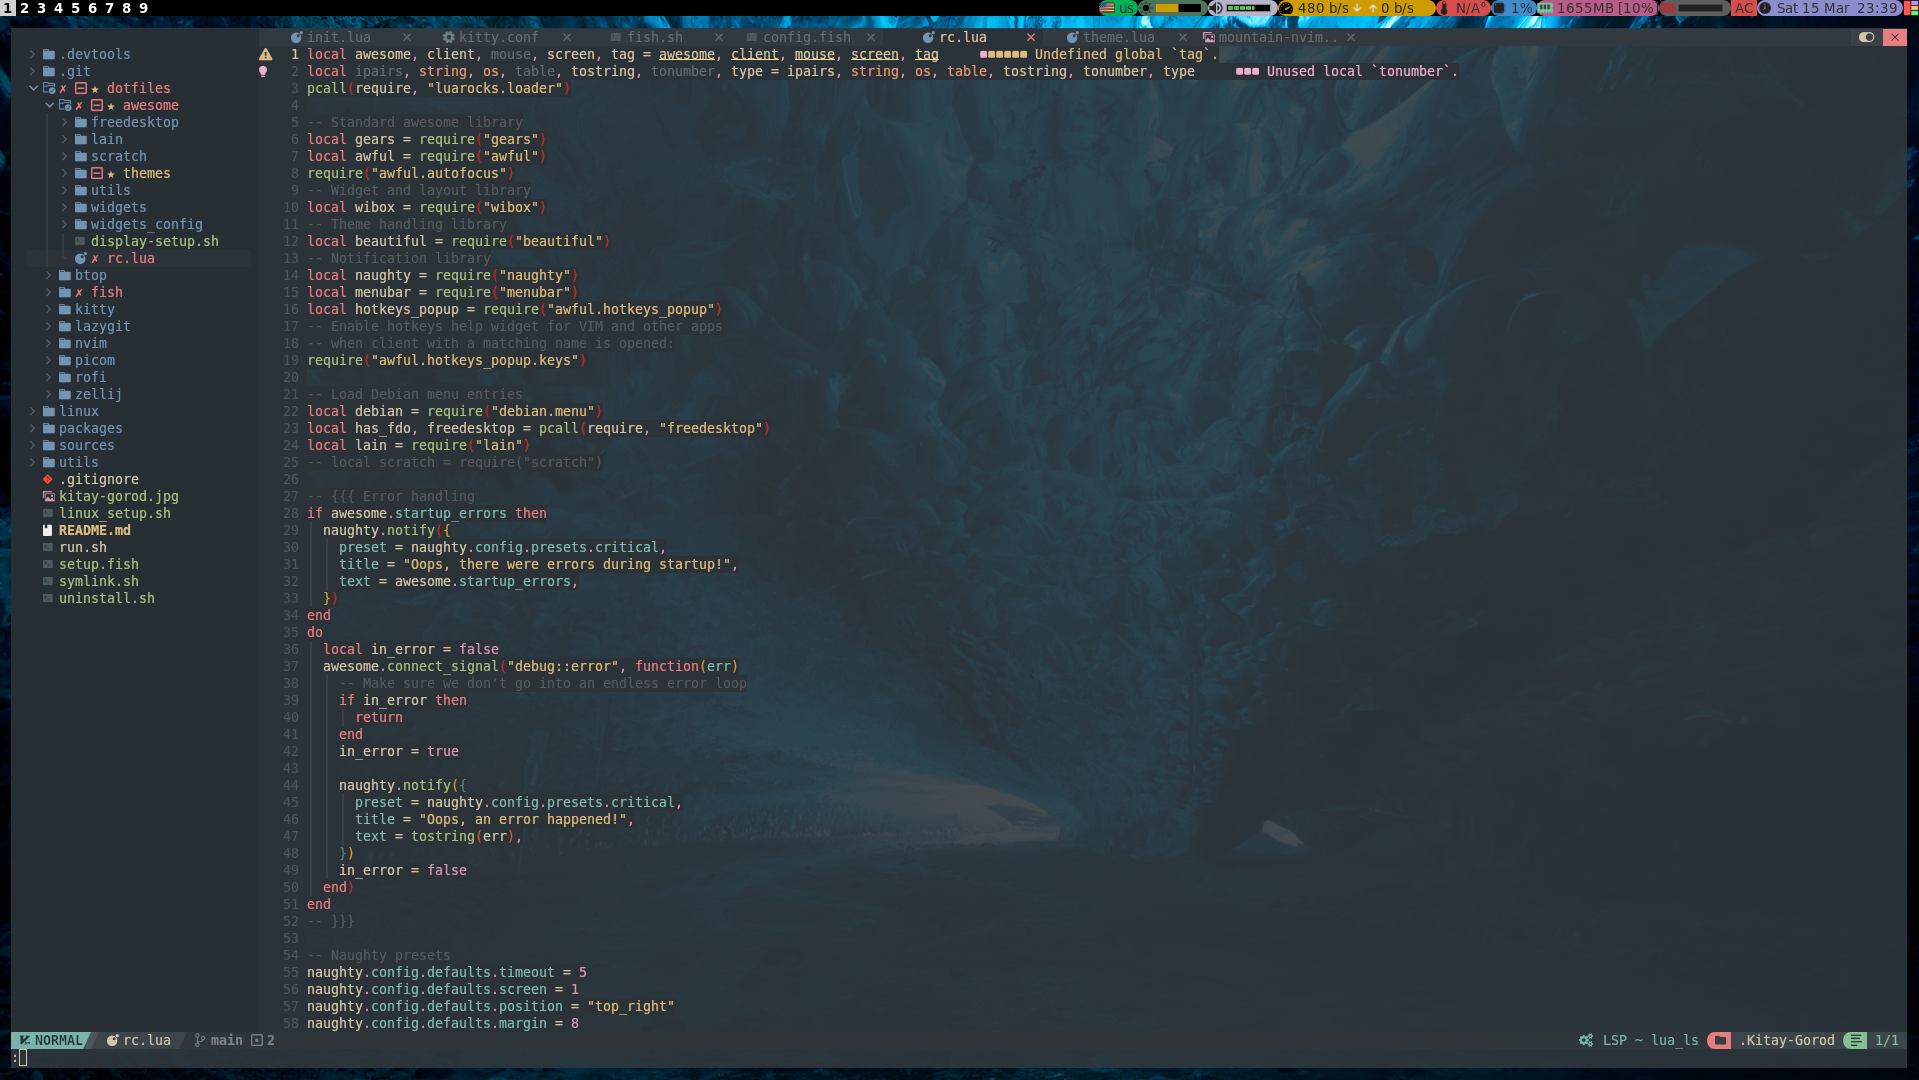 1 2 3 4 5 6 7 8 9
us 480 b/s 0 b/s N/A° 1% 1655MB [10%] AC Sat 15 Mar 23:39
init.lua kitty.conf fish.sh config.fish rc.lua theme.lua mountain-nvim..
.devtools
.git
dotfiles
awesome
freedesktop
lain
scratch
themes
utils
widgets
widgets_config
display-setup.sh
rc.lua
btop
fish
kitty
lazygit
nvim
picom
rofi
zellij
linux
packages
sources
utils
.gitignore
kitay-gorod.jpg
linux_setup.sh
README.md
run.sh
setup.fish
symlink.sh
uninstall.sh
1 local awesome, client, mouse, screen, tag = awesome, client, mouse, screen, tag Undefined global `tag`.
2 local ipairs, string, os, table, tostring, tonumber, type = ipairs, string, os, table, tostring, tonumber, type Unused local `tonumber`.
3 pcall(require, "luarocks.loader")
4
5 -- Standard awesome library
6 local gears = require("gears")
7 local awful = require("awful")
8 require("awful.autofocus")
9 -- Widget and layout library
10 local wibox = require("wibox")
11 -- Theme handling library
12 local beautiful = require("beautiful")
13 -- Notification library
14 local naughty = require("naughty")
15 local menubar = require("menubar")
16 local hotkeys_popup = require("awful.hotkeys_popup")
17 -- Enable hotkeys help widget for VIM and other apps
18 -- when client with a matching name is opened:
19 require("awful.hotkeys_popup.keys")
20
21 -- Load Debian menu entries
22 local debian = require("debian.menu")
23 local has_fdo, freedesktop = pcall(require, "freedesktop")
24 local lain = require("lain")
25 -- local scratch = require("scratch")
26
27 -- {{{ Error handling
28 if awesome.startup_errors then
29 naughty.notify({
30 preset = naughty.config.presets.critical,
31 title = "Oops, there were errors during startup!",
32 text = awesome.startup_errors,
33 })
34 end
35 do
36 local in_error = false
37 awesome.connect_signal("debug::error", function(err)
38 -- Make sure we don't go into an endless error loop
39 if in_error then
40 return
41 end
42 in_error = true
43
44 naughty.notify({
45 preset = naughty.config.presets.critical,
46 title = "Oops, an error happened!",
47 text = tostring(err),
48 })
49 in_error = false
50 end)
51 end
52 -- }}}
53
54 -- Naughty presets
55 naughty.config.defaults.timeout = 5
56 naughty.config.defaults.screen = 1
57 naughty.config.defaults.position = "top_right"
58 naughty.config.defaults.margin = 8
NORMAL rc.lua main 2 LSP ~ lua_ls .Kitay-Gorod 1/1
: